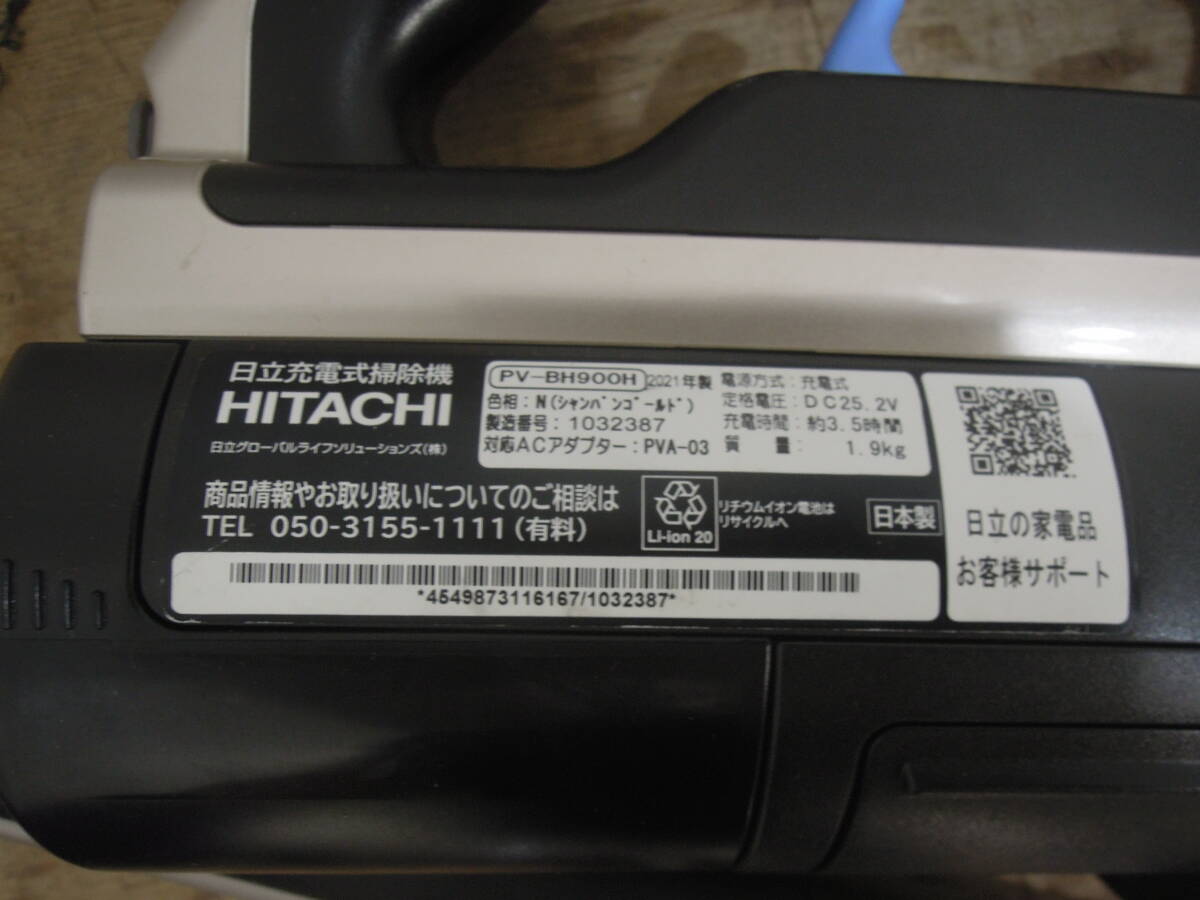 日立充電式掃除機
HITACHI
日立グローバルライフソリューションズ(株)
PV-BH900H 2021年製
色相:N(シャンパンゴールド)
製造番号:1032387
対応ACアダプター:PVA-03
電源方式:充電式
定格電圧:DC25.2V
充電時間:約3.5時間
質 量: 1.9kg
商品情報やお取り扱いについてのご相談は
TEL 050-3155-1111(有料)
Li-ion 20
リチウムイオン電池は
リサイクルへ
日本製
*4549873116167/1032387*
日立の家電品
お客様サポート